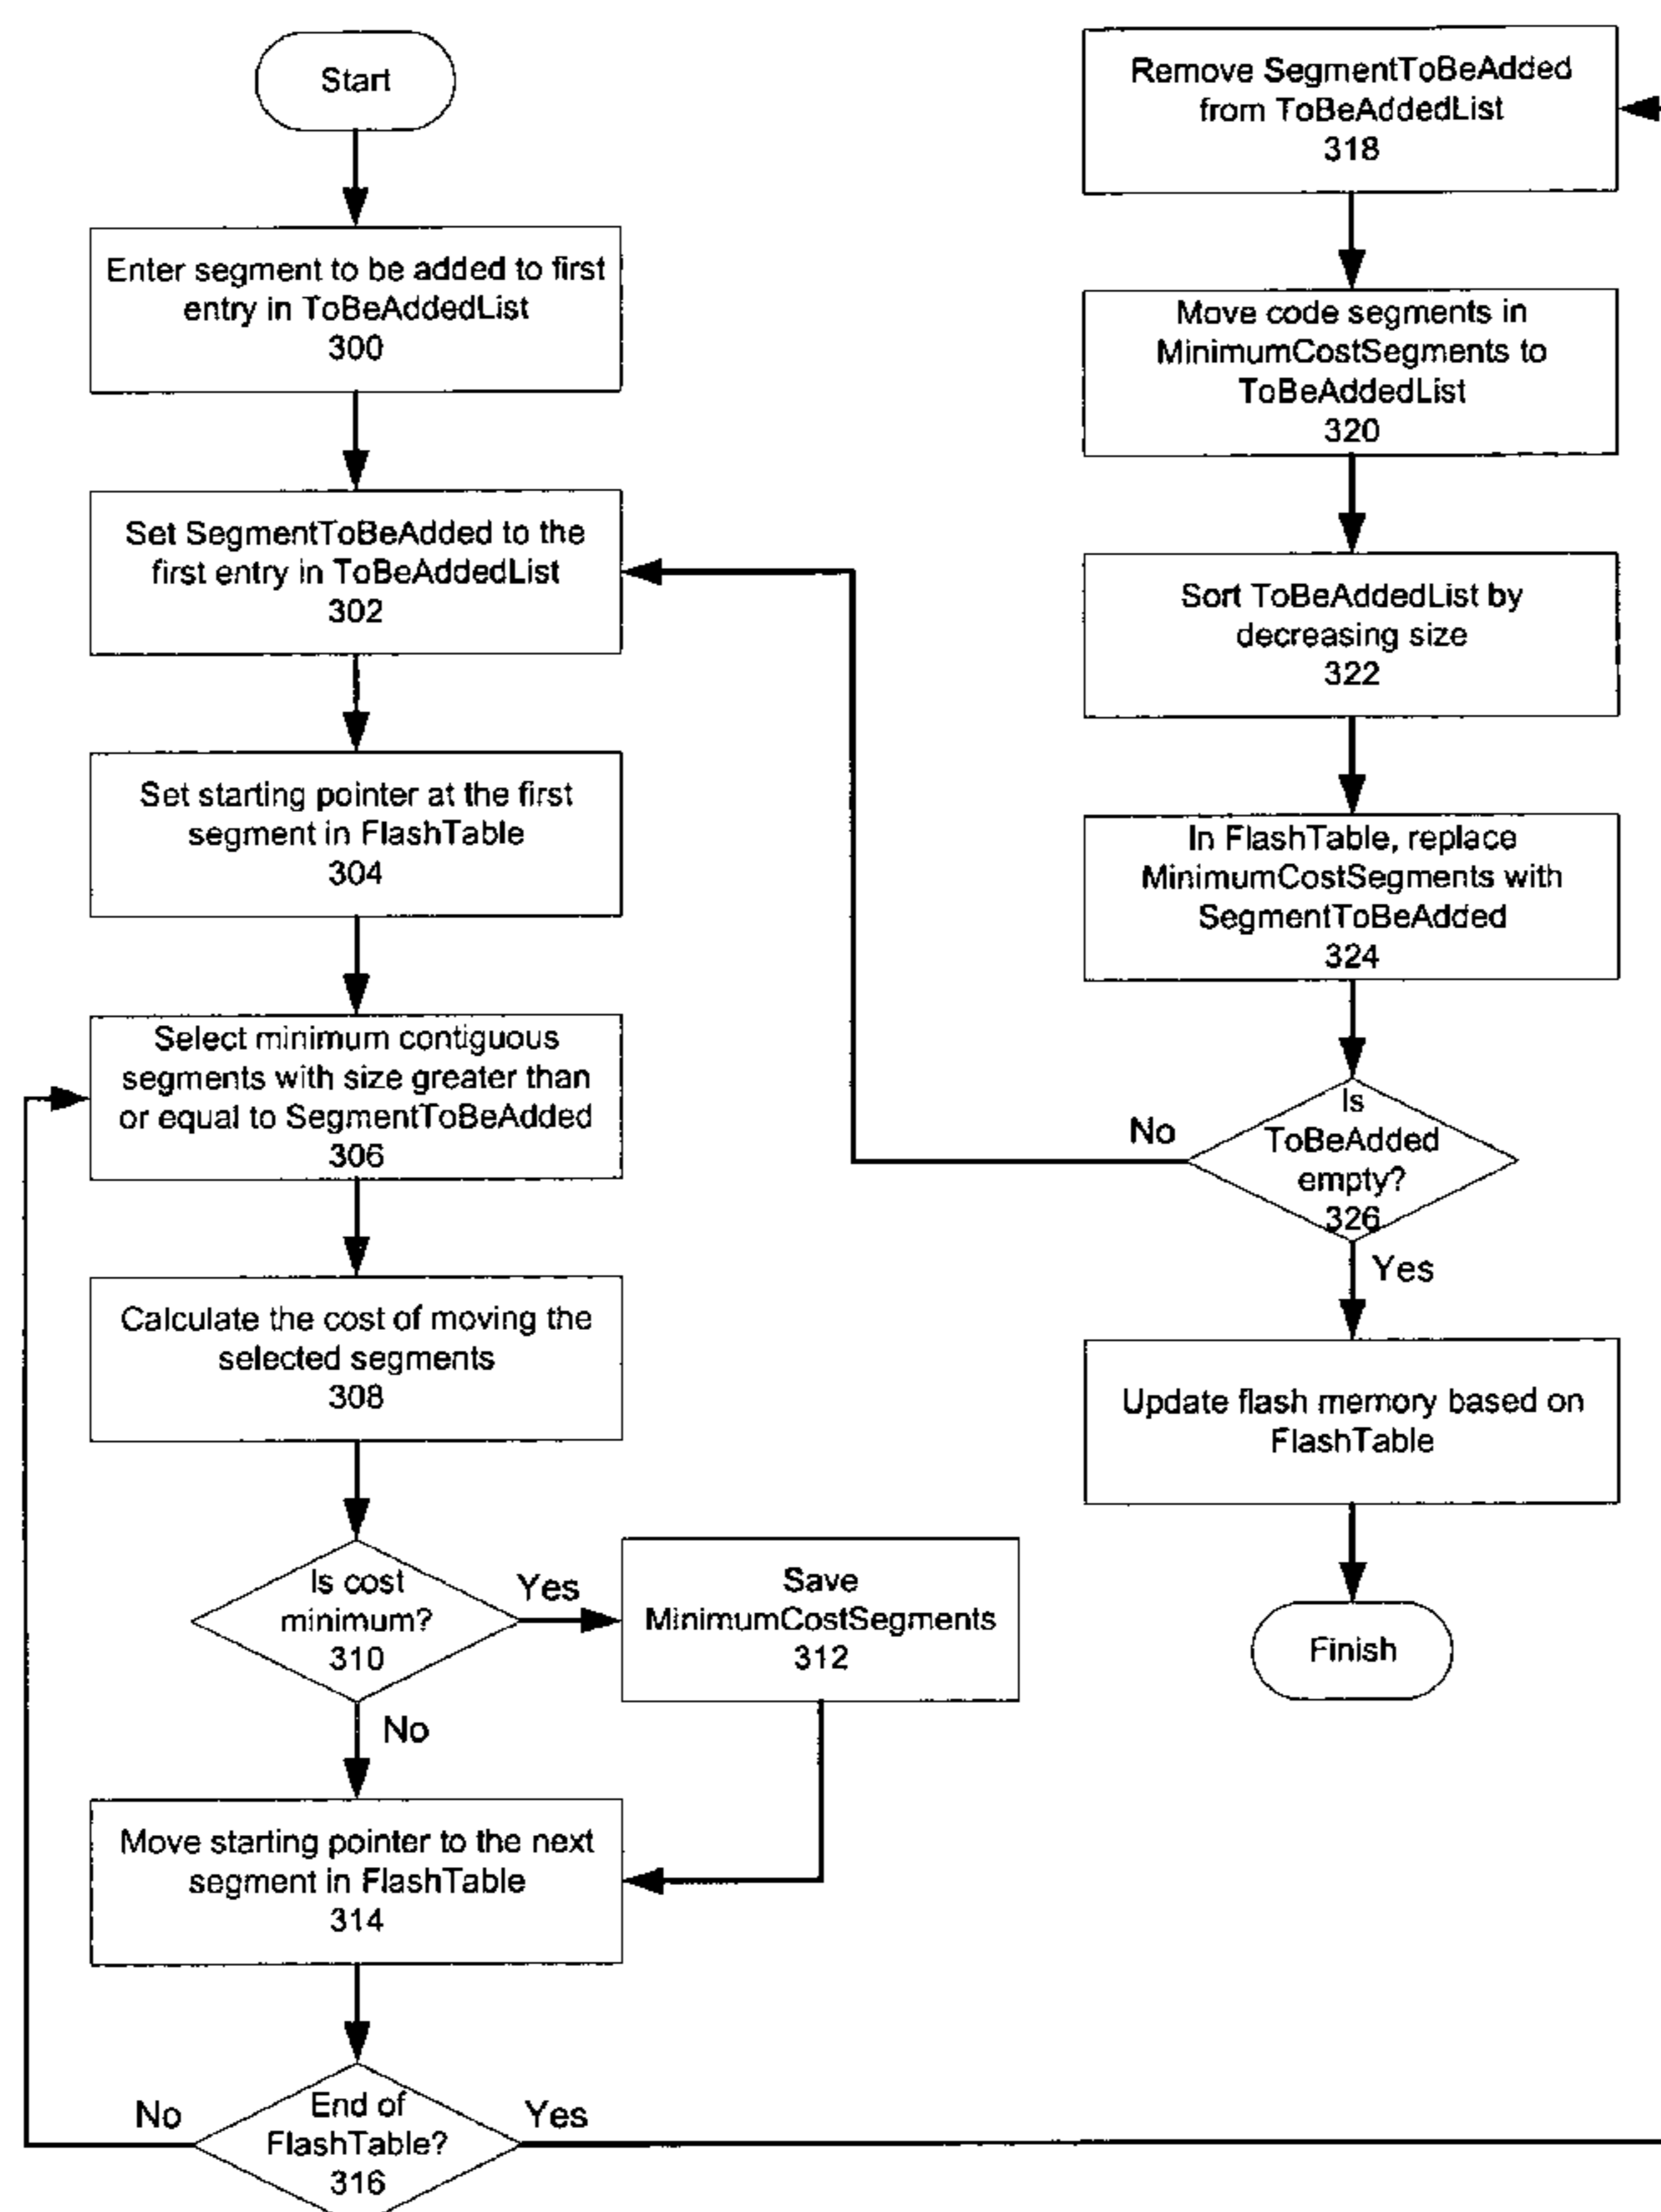 Start
Enter segment to be added to first
entry in ToBeAddedList
300
Set SegmentToBeAdded to the
first entry in ToBeAddedList
302
Set starting pointer at the first
segment in FlashTable
304
Select minimum contiguous
segments with size greater than
or equal to SegmentToBeAdded
306
Calculate the cost of moving the
selected segments
308
Is cost
minimum?
310
Yes
No
Save
MinimumCostSegments
312
Move starting pointer to the next
segment in FlashTable
314
End of
FlashTable?
316
No
Yes
Remove SegmentToBeAdded
from ToBeAddedList
318
Move code segments in
MinimumCostSegments to
ToBeAddedList
320
Sort ToBeAddedList by
decreasing size
322
In FlashTable, replace
MinimumCostSegments with
SegmentToBeAdded
324
Is
ToBeAdded
empty?
326
No
Yes
Update flash memory based on
FlashTable
Finish